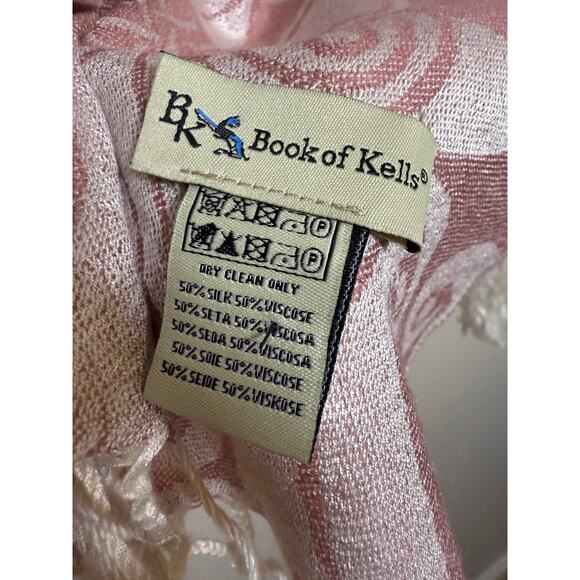 BK Book of Kells®
P
P
DRY CLEAN ONLY
50% SILK 50% VISCOSE
50% SETA 50% VISCOSA
50% SEDA 50% VISCOSA
50% SOIE 50% VISCOSE
50% SEIDE 50% VISKOSE